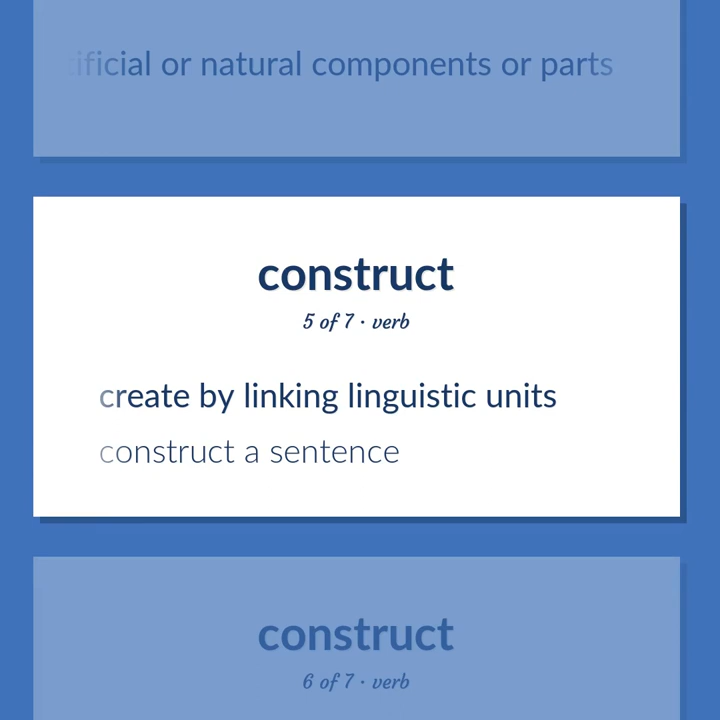 or natural components or parts
construct
5 of 7 · verb
create by linking linguistic units
construct a sentence
construct
6 of 7 · verb